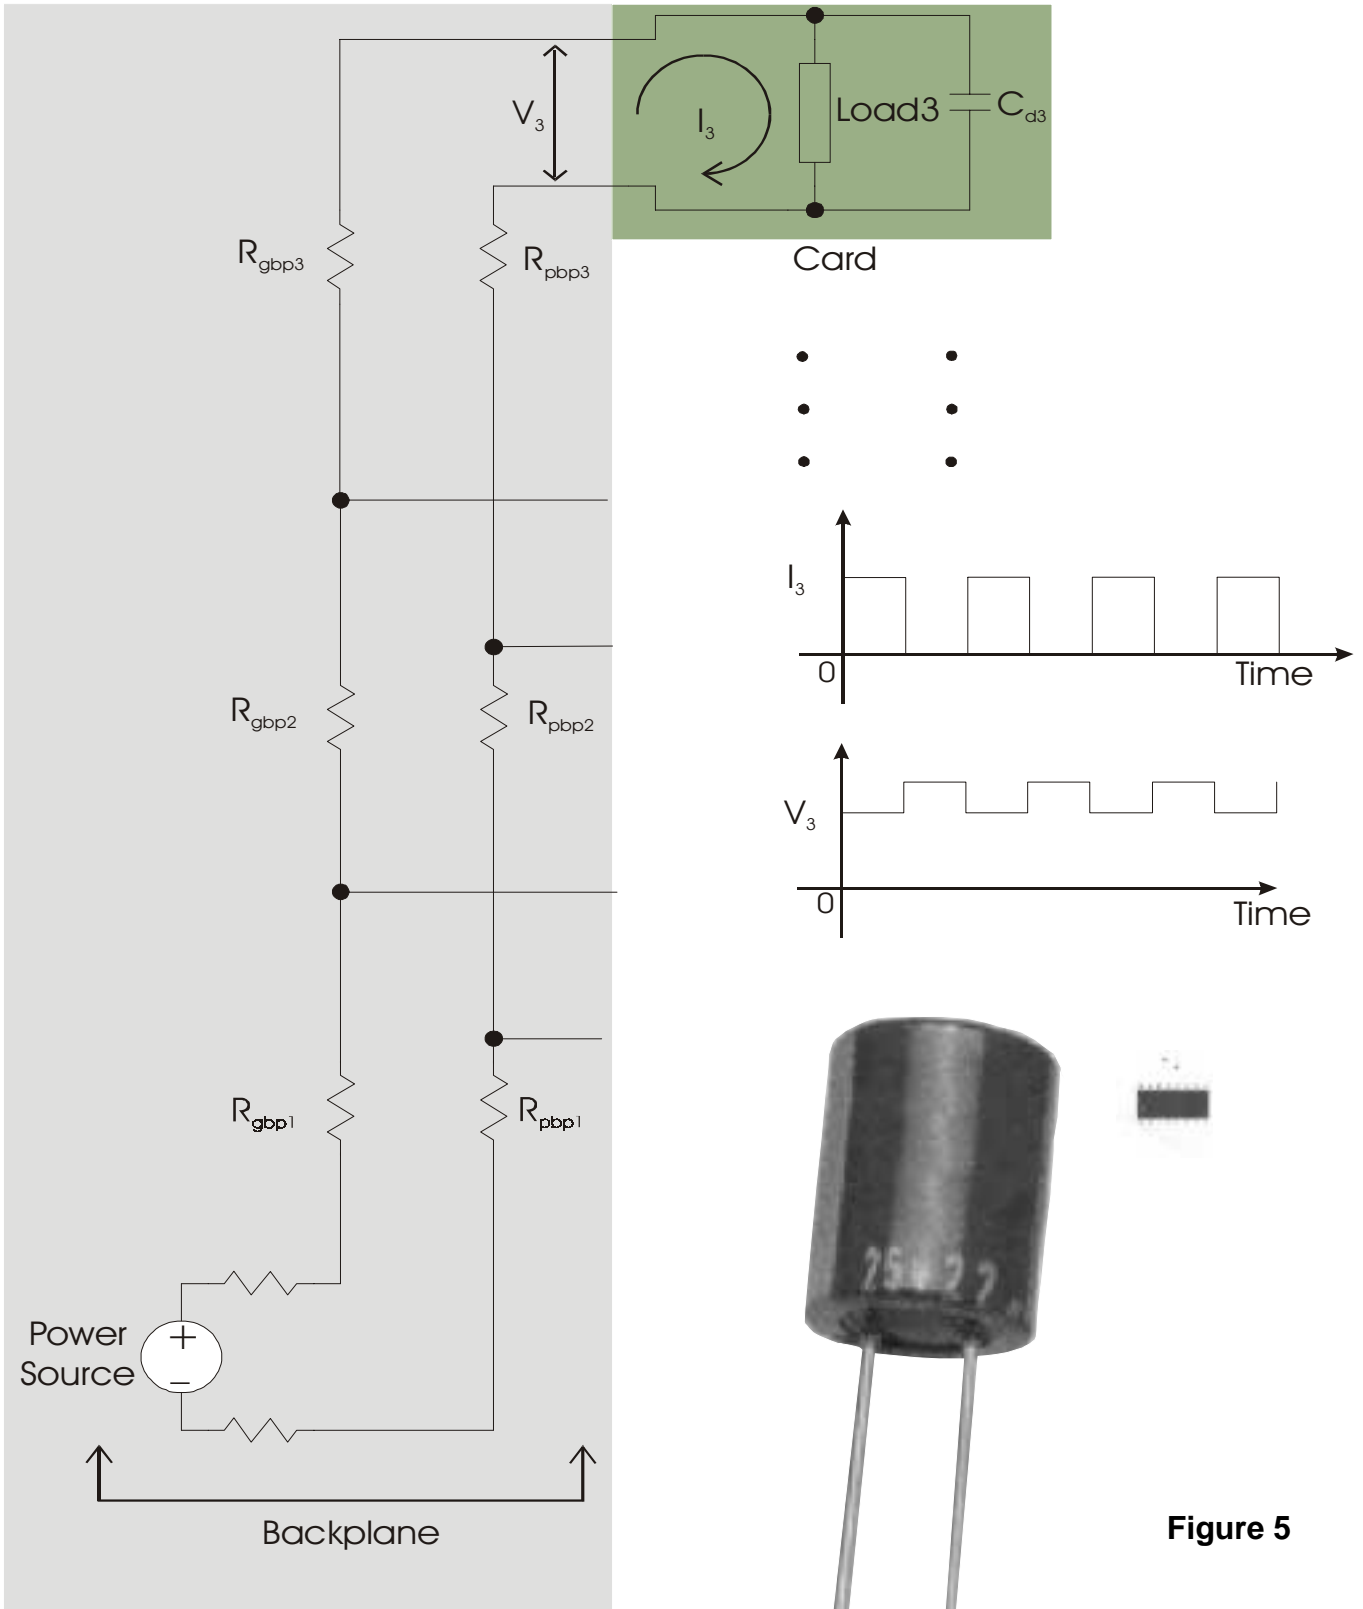 V3
I3
Load3
Cd3
Rgbp3
Rpbp3
Card
I3
0
Time
Rgbp2
Rpbp2
V3
0
Time
Rgbp1
Rpbp1
25
Power
Source
+
–
Backplane
Figure 5